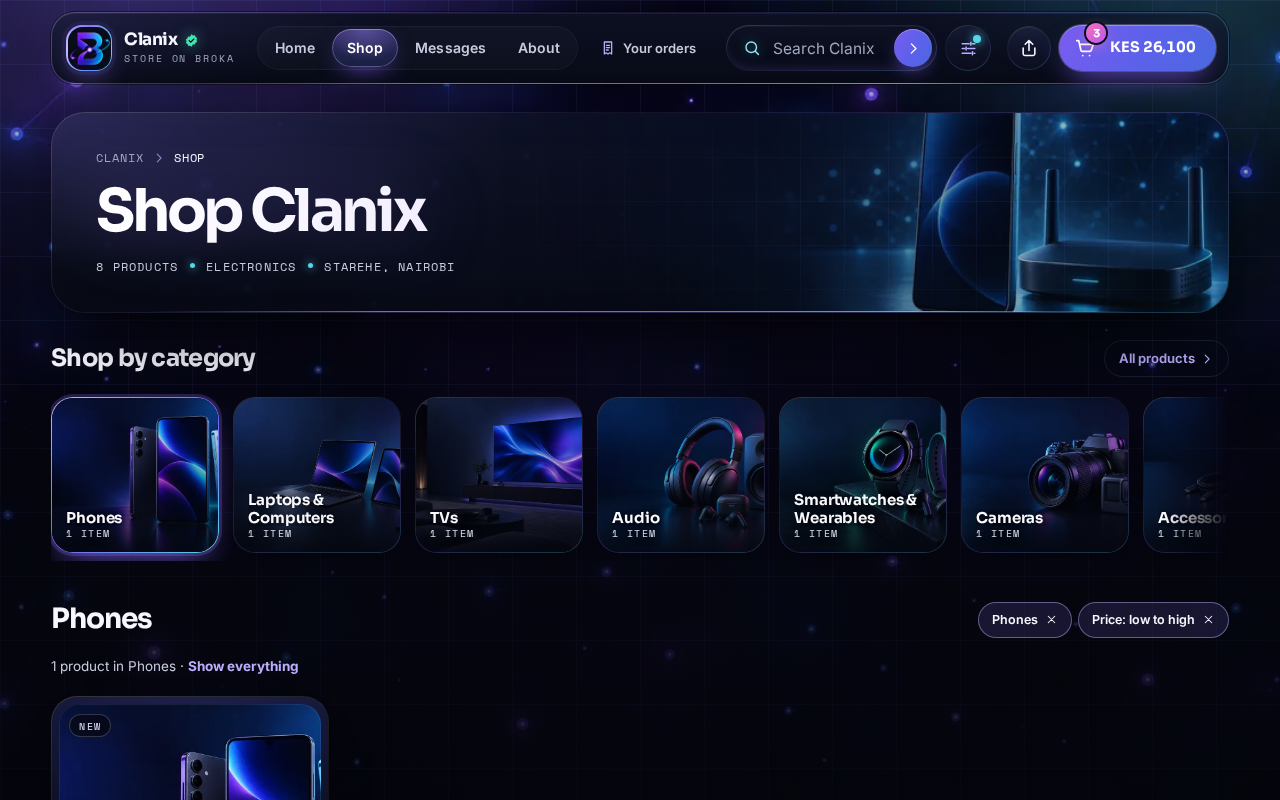 Clanix
STORE ON BROKA
Home
Shop
Messages
About
Your orders
Search Clanix
3
KES 26,100
CLANIX > SHOP
Shop Clanix
8 PRODUCTS • ELECTRONICS • STAREHE, NAIROBI
Shop by category
All products
Phones
1 ITEM
Laptops &
Computers
1 ITEM
TVs
1 ITEM
Audio
1 ITEM
Smartwatches &
Wearables
1 ITEM
Cameras
1 ITEM
Accessor
1 ITEM
Phones
Phones ×
Price: low to high ×
1 product in Phones · Show everything
NEW